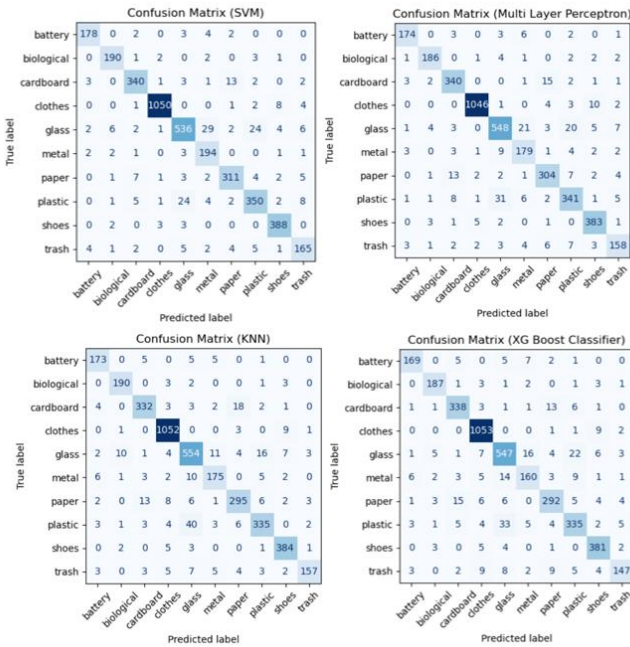 Confusion Matrix (SVM)
battery 178 0 2 0 3 4 2 0 0 0
biological 0 190 0 2 0 2 0 3 1 0
cardboard 3 0 340 1 3 1 13 0 0 2
clothes 0 0 1 1050 0 0 1 2 8 4
glass 2 6 2 1 536 29 2 24 4 6
metal 2 2 1 0 3 194 0 0 1 1
paper 0 1 7 1 3 2 311 4 2 5
plastic 0 1 5 1 24 4 2 350 2 8
shoes 0 2 0 3 3 0 0 0 388 0
trash 4 1 2 0 5 2 4 5 1 165
True label
battery biological cardboard clothes glass metal paper plastic shoes trash
Predicted label
Confusion Matrix (Multi Layer Perceptron)
battery 174 0 3 0 3 6 0 2 0 1
biological 1 186 0 1 4 1 0 2 2 2
cardboard 3 2 340 0 0 1 15 2 1 1
clothes 0 0 0 1046 1 0 4 3 10 2
glass 1 4 3 0 548 21 3 20 5 7
metal 3 0 3 1 9 179 1 4 2 2
paper 0 1 13 2 2 1 304 7 2 4
plastic 1 1 8 1 31 6 2 341 1 5
shoes 0 3 1 5 2 0 1 0 383 1
trash 3 1 2 2 3 4 6 7 3 158
True label
battery biological cardboard clothes glass metal paper plastic shoes trash
Predicted label
Confusion Matrix (KNN)
battery 173 0 5 0 5 5 0 1 0 0
biological 0 190 0 3 2 0 0 1 3 0
cardboard 4 0 332 3 3 2 18 2 1 0
clothes 0 1 0 1052 0 0 3 0 9 1
glass 2 10 1 4 554 11 4 16 7 3
metal 6 1 3 2 10 175 0 5 2 0
paper 2 0 13 8 6 1 295 6 2 3
plastic 3 1 3 4 40 3 6 335 0 2
shoes 0 2 0 5 3 0 0 1 384 1
trash 3 0 3 5 7 5 4 3 2 157
True label
battery biological cardboard clothes glass metal paper plastic shoes trash
Predicted label
Confusion Matrix (XG Boost Classifier)
battery 169 0 5 0 5 7 2 1 0 0
biological 0 187 1 3 1 2 0 1 3 1
cardboard 1 1 338 3 1 1 13 6 1 0
clothes 0 0 0 1053 0 0 1 1 9 2
glass 1 5 1 7 547 16 4 22 6 3
metal 6 2 3 5 14 160 3 9 1 1
paper 1 3 15 6 6 0 292 5 4 4
plastic 3 1 5 4 33 5 4 335 2 5
shoes 0 3 0 5 4 0 0 1 381 2
trash 3 0 2 9 8 2 9 5 4 147
True label
battery biological cardboard clothes glass metal paper plastic shoes trash
Predicted label